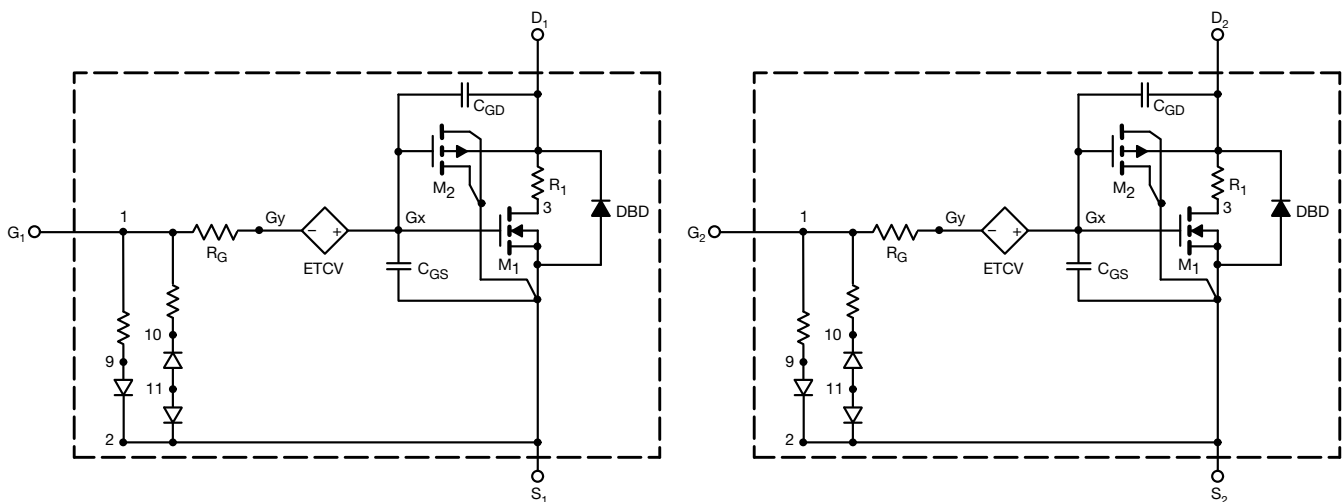 D1 D2
CGD CGD
M2 R1 M2 R1
3 3
DBD DBD
1 Gy Gx 1 Gy Gx
G1 G2
RG RG
ETCV M1 ETCV M1
CGS CGS
10 10
9 9
11 11
2 2
S1 S2